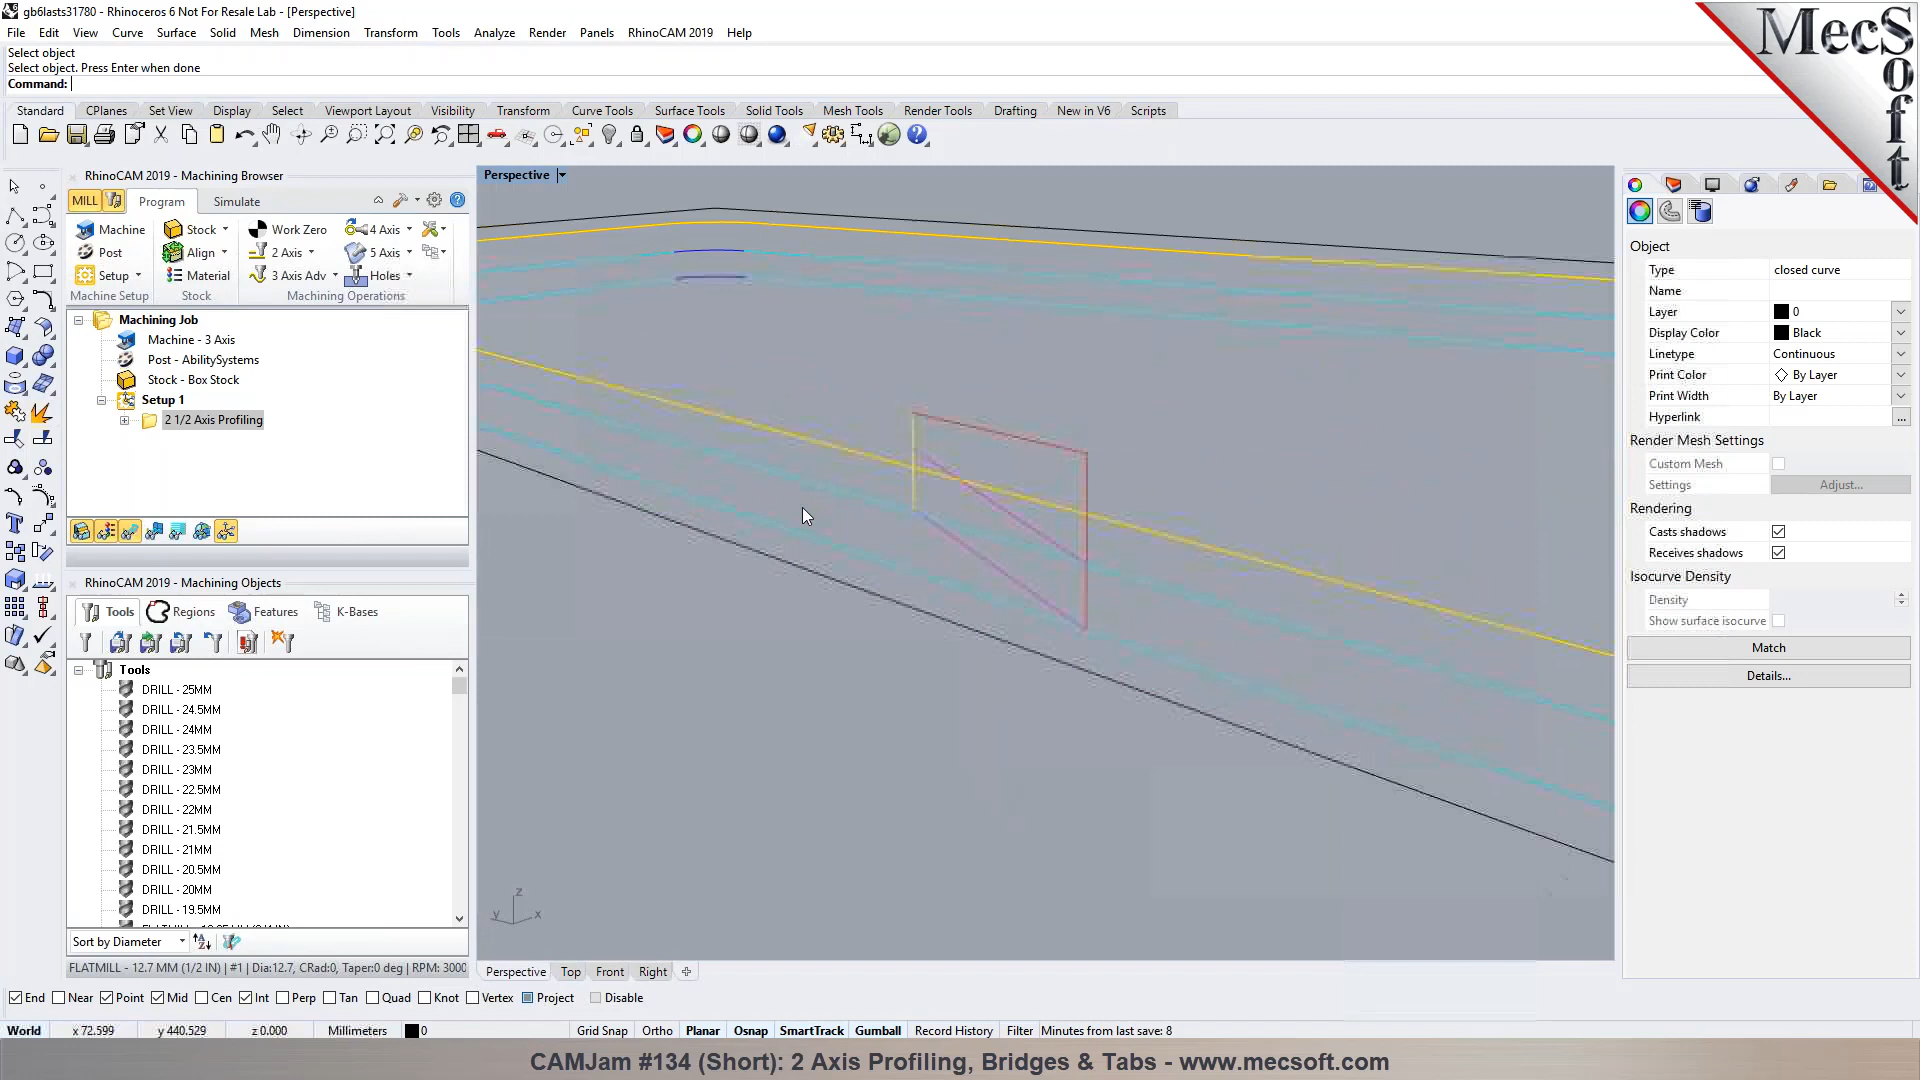 gb6lasts31780 - Rhinoceros 6 Not For Resale Lab - [Perspective]
File Edit View Curve Surface Solid Mesh Dimension Transform Tools Analyze Render Panels RhinoCAM 2019 Help
Select object
Select object. Press Enter when done
Command:
MecSoft
Standard CPlanes Set View Display Select Viewport Layout Visibility Transform Curve Tools Surface Tools Solid Tools Mesh Tools Render Tools Drafting New in V6 Scripts
RhinoCAM 2019 - Machining Browser
MILL Program Simulate
Machine Stock Work Zero 4 Axis
Post Align 2 Axis 5 Axis
Setup Material 3 Axis Adv Holes
Machine Setup Stock Machining Operations
Machining Job
Machine - 3 Axis
Post - AbilitySystems
Stock - Box Stock
Setup 1
2 1/2 Axis Profiling
RhinoCAM 2019 - Machining Objects
Tools Regions Features K-Bases
Tools
DRILL - 25MM
DRILL - 24.5MM
DRILL - 24MM
DRILL - 23.5MM
DRILL - 23MM
DRILL - 22.5MM
DRILL - 22MM
DRILL - 21.5MM
DRILL - 21MM
DRILL - 20.5MM
DRILL - 20MM
DRILL - 19.5MM
Sort by Diameter
FLATMILL - 12.7 MM (1/2 IN) | #1 | Dia:12.7, CRad:0, Taper:0 deg | RPM: 3000
Perspective
z
y x
Perspective Top Front Right
Object
Type closed curve
Name
Layer 0
Display Color Black
Linetype Continuous
Print Color By Layer
Print Width By Layer
Hyperlink ...
Render Mesh Settings
Custom Mesh
Settings Adjust...
Rendering
Casts shadows
Receives shadows
Isocurve Density
Density
Show surface isocurve
Match
Details...
End Near Point Mid Cen Int Perp Tan Quad Knot Vertex Project Disable
World x 72.599 y 440.529 z 0.000 Millimeters 0 Grid Snap Ortho Planar Osnap SmartTrack Gumball Record History Filter Minutes from last save: 8
CAMJam #134 (Short): 2 Axis Profiling, Bridges & Tabs - www.mecsoft.com